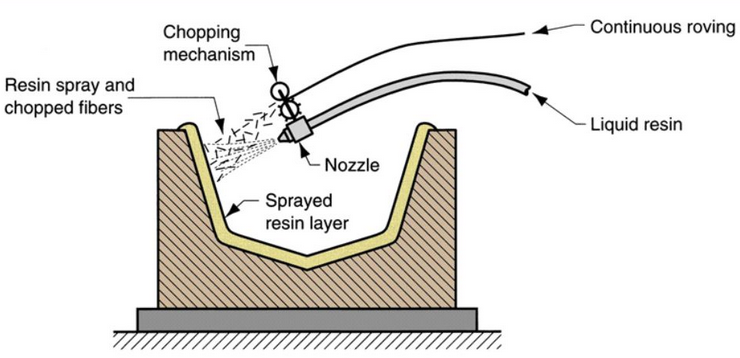 Chopping
mechanism
Continuous roving
Resin spray and
chopped fibers
Liquid resin
Nozzle
Sprayed
resin layer